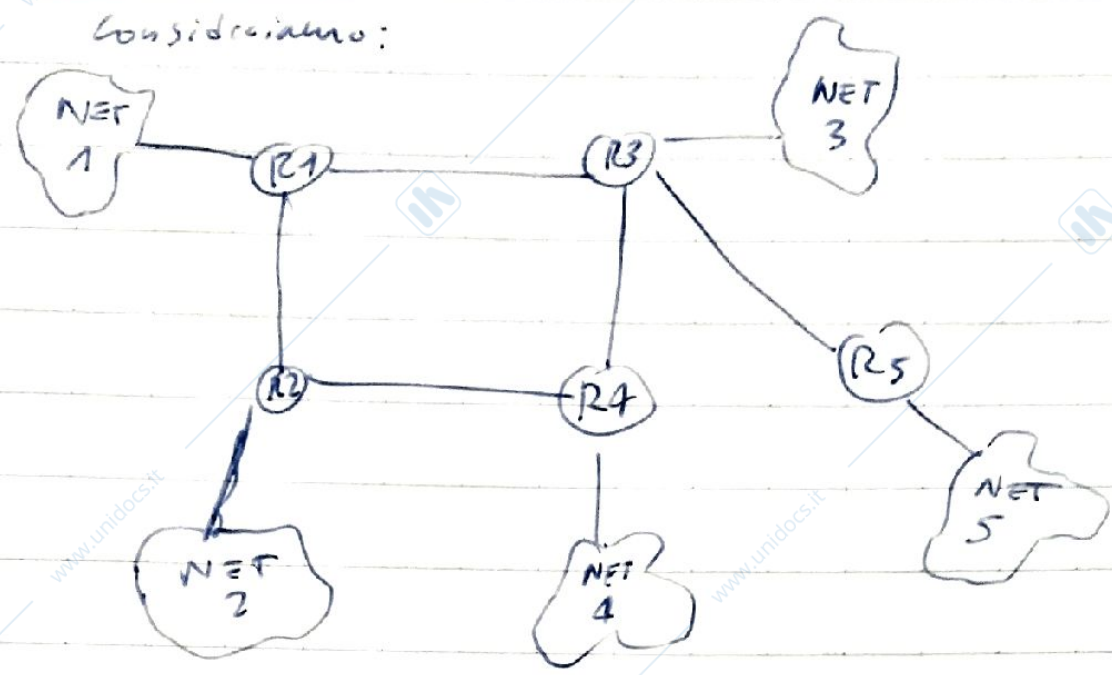 Consideriamo:
NET
1
R1
R3
NET
3
R2
R4
R5
NET
2
NET
4
NET
5
www.unidocs.it
www.unidocs.it